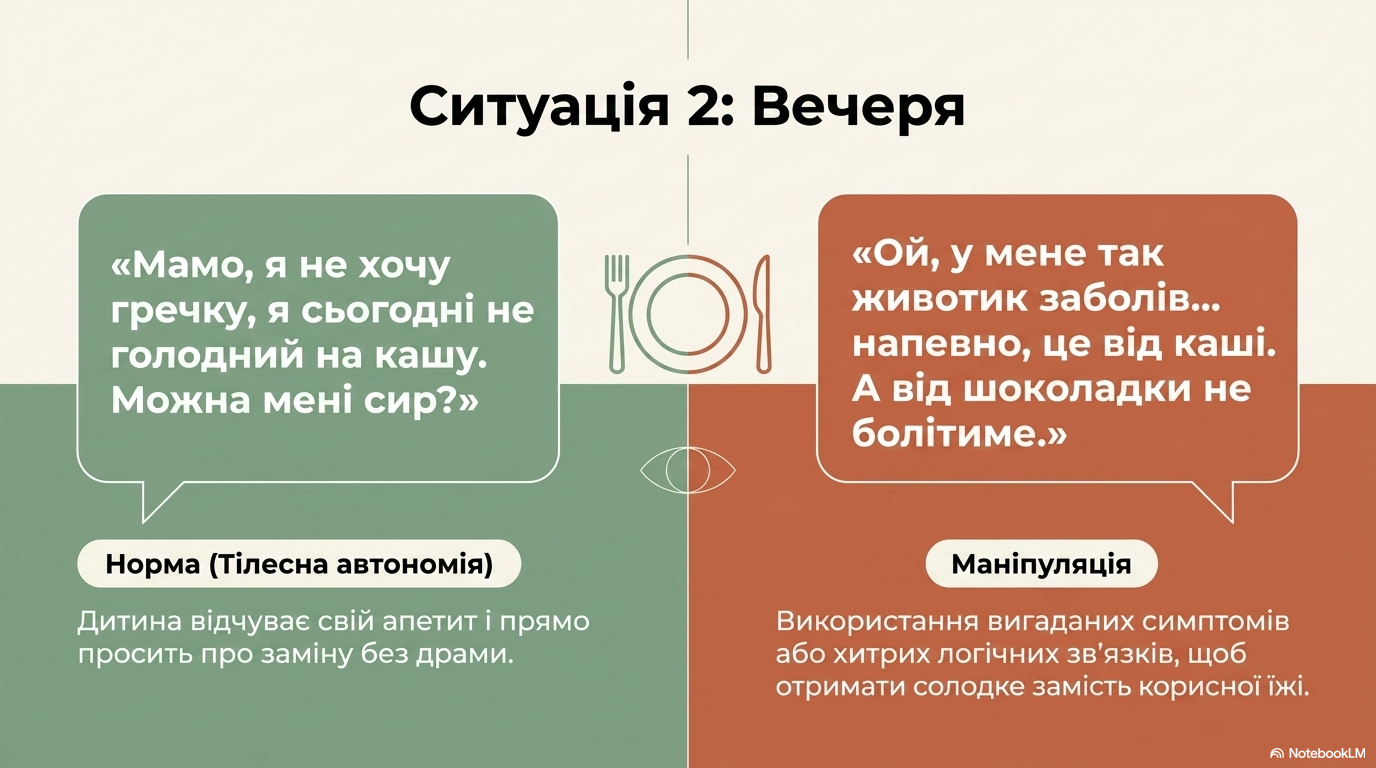 Ситуація 2: Вечеря
«Мамо, я не хочу
гречку, я сьогодні не
голодний на кашу.
Можна мені сир?»
Норма (Тілесна автономія)
Дитина відчуває свій апетит і прямо
просить про заміну без драми.
«Ой, у мене так
животик заболів...
напевно, це від каші.
А від шоколадки не
болітиме.»
Маніпуляція
Використання вигаданих симптомів
або хитрих логічних зв’язків, щоб
отримати солодке замість корисної їжі.
NotebookLM